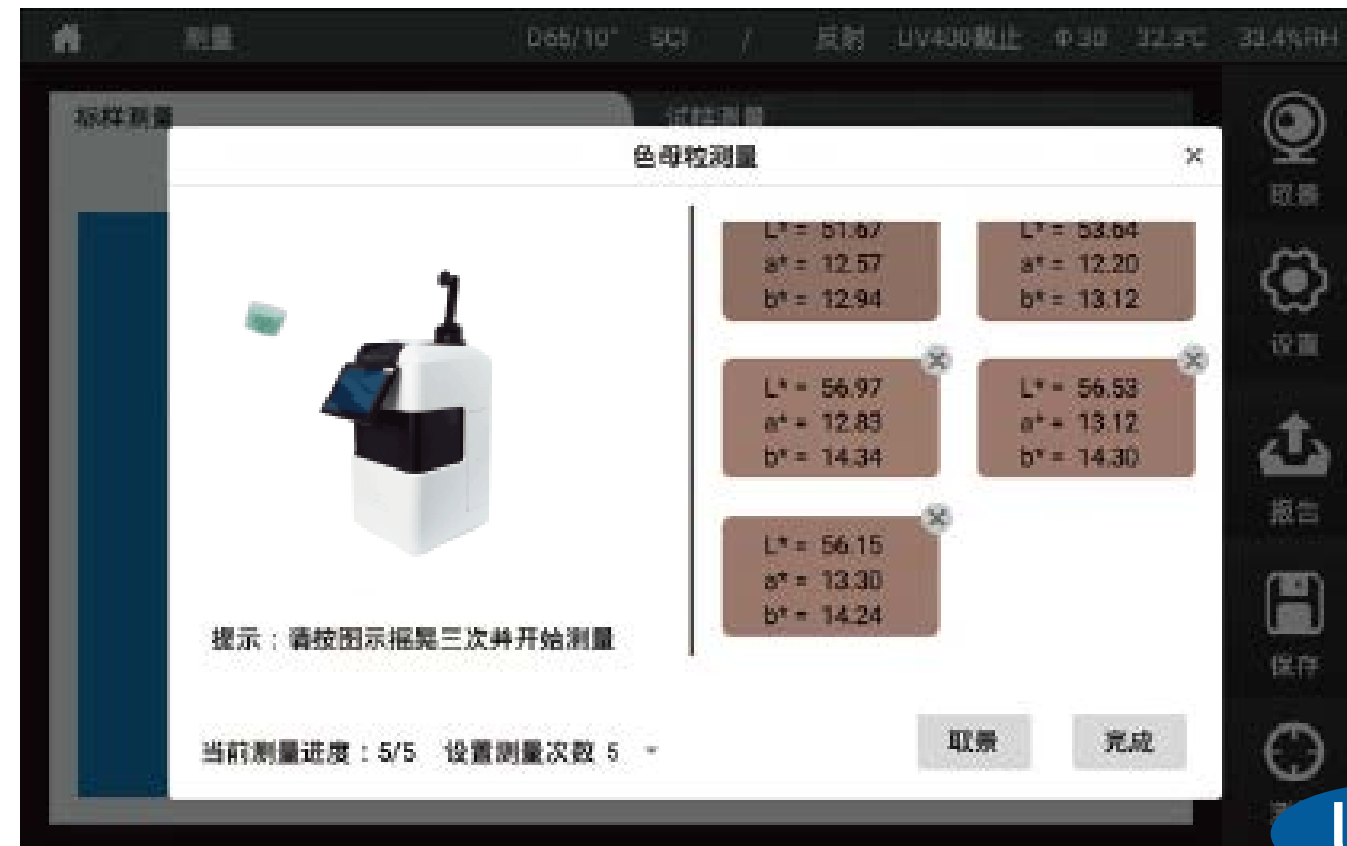 测量 D65/10° SCI / 反射 UV400截止 Φ30 32.3℃ 33.4%RH
标样测量 试样测量
色母粒测量
取景
L* = 51.67 L* = 53.64
a* = 12.57 a* = 12.20
b* = 12.94 b* = 13.12
设置
L* = 56.97 L* = 56.53
a* = 12.83 a* = 13.12
b* = 14.34 b* = 14.30
报告
L* = 56.15
a* = 13.30
b* = 14.24
提示：请按图示摇晃三次并开始测量
保存
当前测量进度：5/5 设置测量次数 5
取景 完成